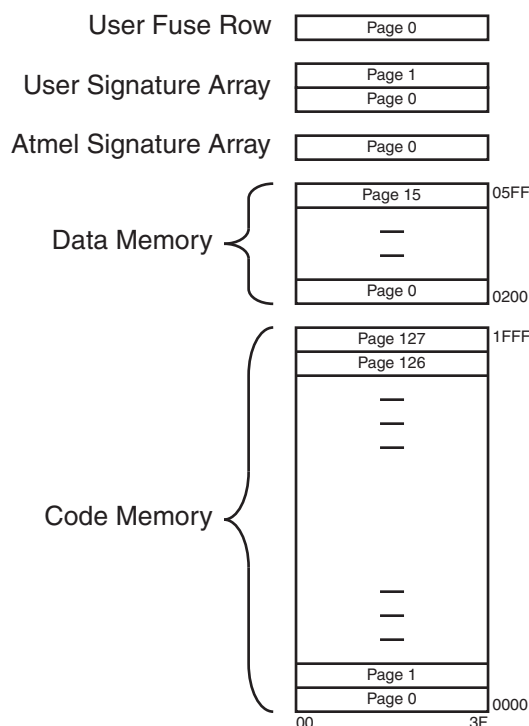 User Fuse Row
Page 0
User Signature Array
Page 1
Page 0
Atmel Signature Array
Page 0
Data Memory
Page 15
05FF
Page 0
0200
Code Memory
Page 127
1FFF
Page 126
Page 1
Page 0
0000
00 3F